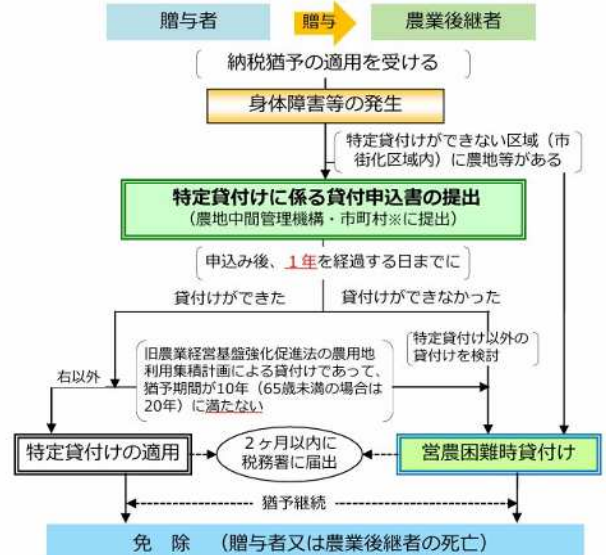 贈与者
贈与
農業後継者
納税猶予の適用を受ける
身体障害等の発生
特定貸付けができない区域（市
街化区域内）に農地等がある
特定貸付けに係る貸付申込書の提出
（農地中間管理機構・市町村※に提出）
申込み後、１年を経過する日までに
貸付けができた
貸付けができなかった
特定貸付け以外の
貸付けを検討
旧農業経営基盤強化促進法の農用地
利用集積計画による貸付けであって、
猶予期間が10年（65歳未満の場合は
20年）に満たない
右以外
特定貸付けの適用
２ヶ月以内に
税務署に届出
営農困難時貸付け
猶予継続
免　除　（贈与者又は農業後継者の死亡）